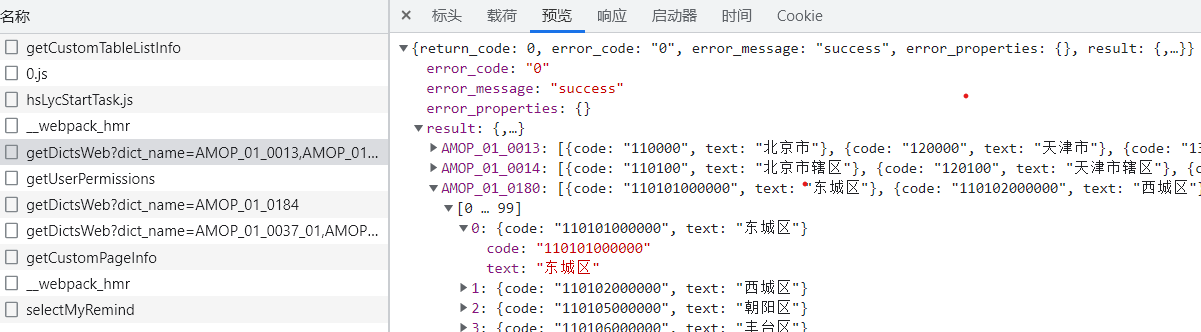 名称
getCustomTableListInfo
0.js
hsLycStartTask.js
__webpack_hmr
getDictsWeb?dict_name=AMOP_01_0013,AMOP_01...
getUserPermissions
getDictsWeb?dict_name=AMOP_01_0184
getDictsWeb?dict_name=AMOP_01_0037_01,AMOP...
getCustomPageInfo
__webpack_hmr
selectMyRemind
× 标头 载荷 预览 响应 启动器 时间 Cookie
▼{return_code: 0, error_code: "0", error_message: "success", error_properties: {}, result: {,…}}
error_code: "0"
error_message: "success"
error_properties: {}
▼result: {,…}
▶AMOP_01_0013: [{code: "110000", text: "北京市"}, {code: "120000", text: "天津市"}, {code: "13
▶AMOP_01_0014: [{code: "110100", text: "北京市辖区"}, {code: "120100", text: "天津市辖区"}, {c
▼AMOP_01_0180: [{code: "110101000000", text: "东城区"}, {code: "110102000000", text: "西城区"}
▼[0 … 99]
▼0: {code: "110101000000", text: "东城区"}
code: "110101000000"
text: "东城区"
▶1: {code: "110102000000", text: "西城区"}
▶2: {code: "110105000000", text: "朝阳区"}
▶3: {code: "110106000000", text: "丰台区"}